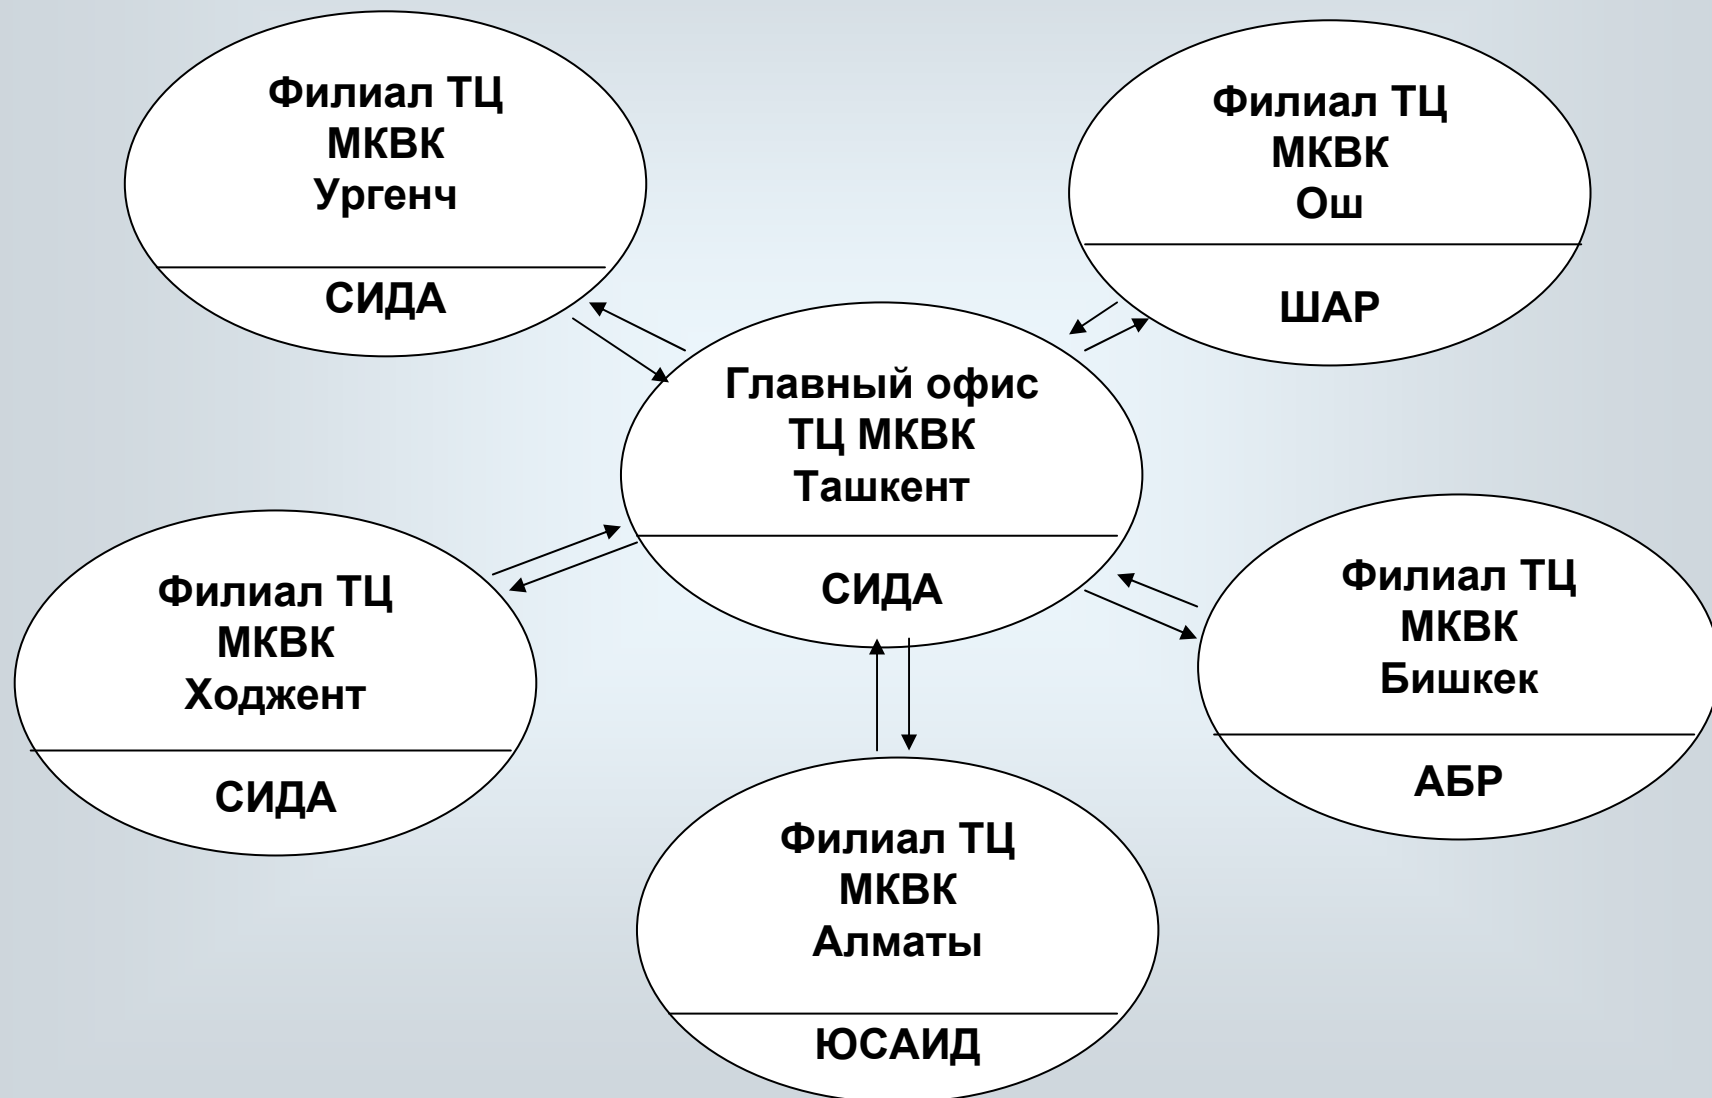 Филиал ТЦ
МКВК
Ургенч
СИДА
Филиал ТЦ
МКВК
Ош
ШАР
Главный офис
ТЦ МКВК
Ташкент
СИДА
Филиал ТЦ
МКВК
Ходжент
СИДА
Филиал ТЦ
МКВК
Бишкек
АБР
Филиал ТЦ
МКВК
Алматы
ЮСАИД